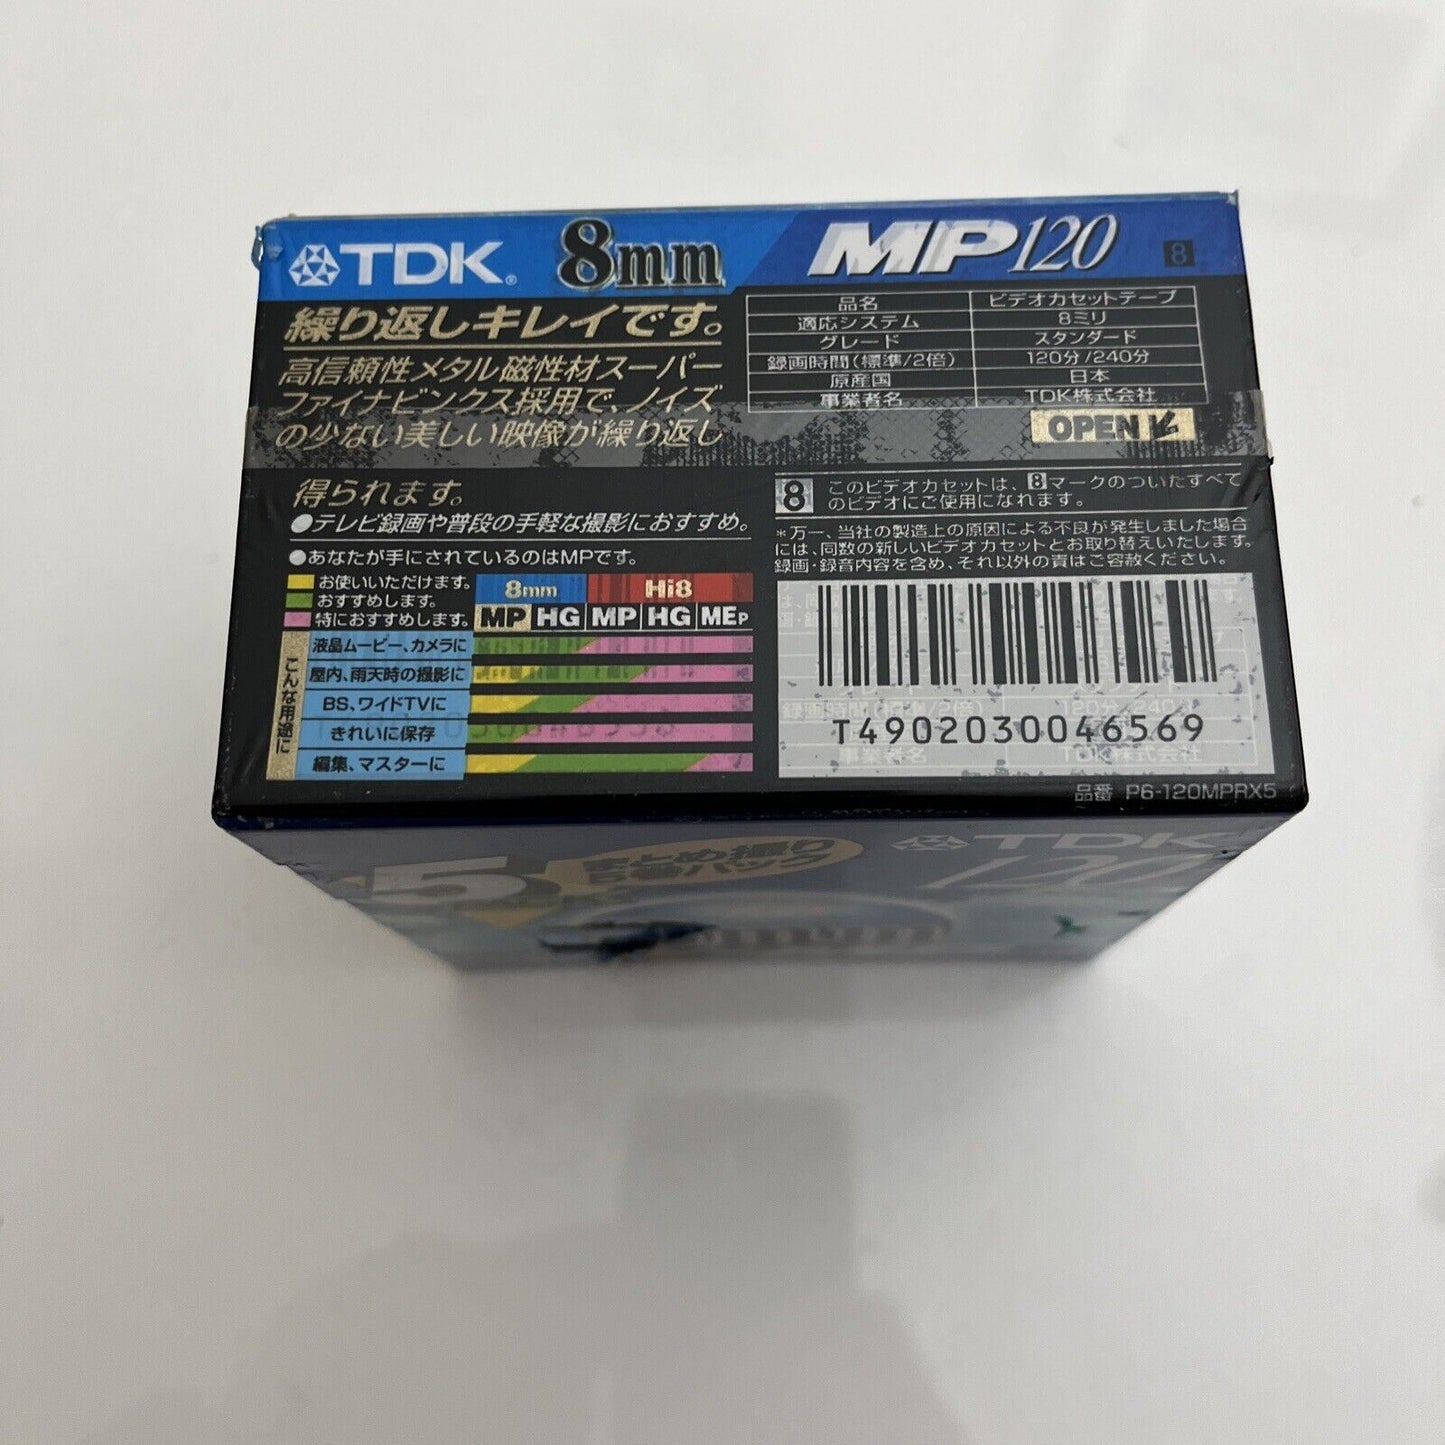 TDK® 8mm MP120 8
繰り返しキレイです。
高信頼性メタル磁性材スーパー
ファイナビンクス採用で、ノイズ
の少ない美しい映像が繰り返し
得られます。
●テレビ録画や普段の手軽な撮影におすすめ。
●あなたが手にされているのはMPです。
お使いいただけます。
おすすめします。
特におすすめします。
8mm Hi8
MP HG MP HG MEP
こんな用途に
液晶ムービー、カメラに
屋内、雨天時の撮影に
BS、ワイドTVに
きれいに保存
編集、マスターに
品名 ビデオカセットテープ
適応システム 8ミリ
グレード スタンダード
録画時間(標準/2倍) 120分/240分
原産国 日本
事業者名 TDK株式会社
OPEN
8 このビデオカセットは、8マークのついたすべて
のビデオにご使用になれます。
*万一、当社の製造上の原因による不良が発生しました場合
には、同数の新しいビデオカセットとお取り替えいたします。
録画・録音内容を含め、それ以外の責はご容赦ください。
T4902030046569
品番 P6-120MPRX5
5 まとめ撮り
5巻パック
TDK
120